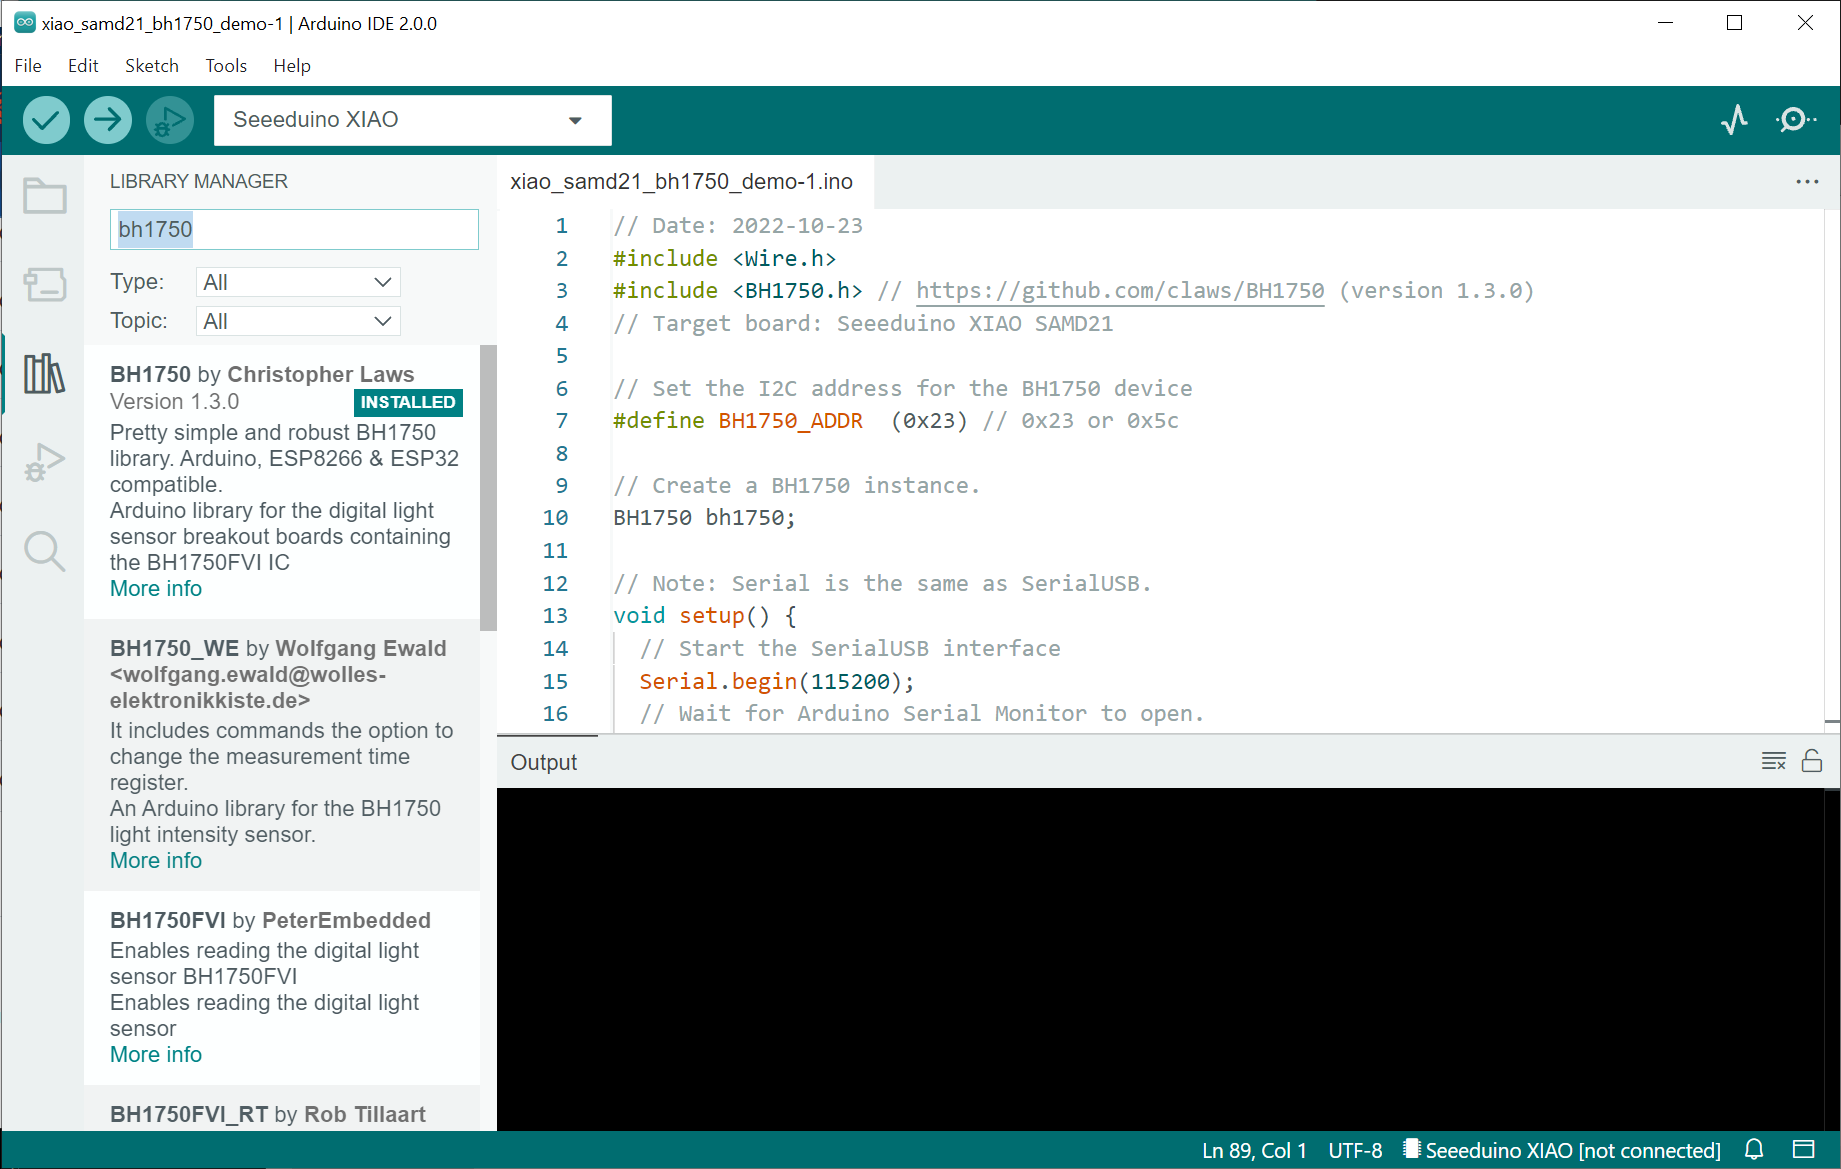 xiao_samd21_bh1750_demo-1 | Arduino IDE 2.0.0
File Edit Sketch Tools Help
Seeeduino XIAO
LIBRARY MANAGER
bh1750
Type: All
Topic: All
BH1750 by Christopher Laws
Version 1.3.0 INSTALLED
Pretty simple and robust BH1750
library. Arduino, ESP8266 & ESP32
compatible.
Arduino library for the digital light
sensor breakout boards containing
the BH1750FVI IC
More info
BH1750_WE by Wolfgang Ewald
<wolfgang.ewald@wolles-
elektronikkiste.de>
It includes commands the option to
change the measurement time
register.
An Arduino library for the BH1750
light intensity sensor.
More info
BH1750FVI by PeterEmbedded
Enables reading the digital light
sensor BH1750FVI
Enables reading the digital light
sensor
More info
BH1750FVI_RT by Rob Tillaart
xiao_samd21_bh1750_demo-1.ino
1 // Date: 2022-10-23
2 #include <Wire.h>
3 #include <BH1750.h> // https://github.com/claws/BH1750 (version 1.3.0)
4 // Target board: Seeeduino XIAO SAMD21
5
6 // Set the I2C address for the BH1750 device
7 #define BH1750_ADDR  (0x23) // 0x23 or 0x5c
8
9 // Create a BH1750 instance.
10 BH1750 bh1750;
11
12 // Note: Serial is the same as SerialUSB.
13 void setup() {
14   // Start the SerialUSB interface
15   Serial.begin(115200);
16   // Wait for Arduino Serial Monitor to open.
Output
Ln 89, Col 1 UTF-8 Seeeduino XIAO [not connected]